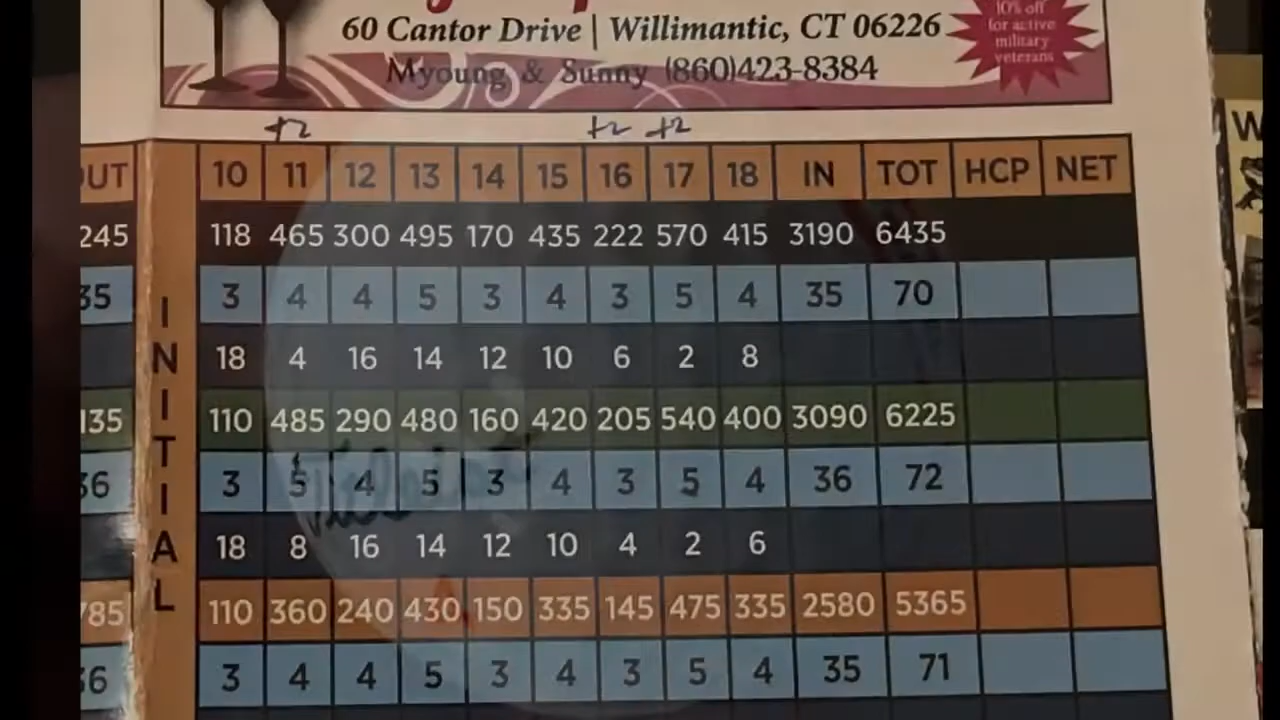 60 Cantor Drive | Willimantic, CT 06226
10% off
for active
military
veterans
Myoung & Sunny (860)423-8384
+2 +2 +2
OUT 10 11 12 13 14 15 16 17 18 IN TOT HCP NET
245 118 465 300 495 170 435 222 570 415 3190 6435
35 3 4 4 5 3 4 3 5 4 35 70
18 4 16 14 12 10 6 2 8
135 110 485 290 480 160 420 205 540 400 3090 6225
36 3 5 4 5 3 4 3 5 4 36 72
18 8 16 14 12 10 4 2 6
785 110 360 240 430 150 335 145 475 335 2580 5365
36 3 4 4 5 3 4 3 5 4 35 71
INITIAL
W